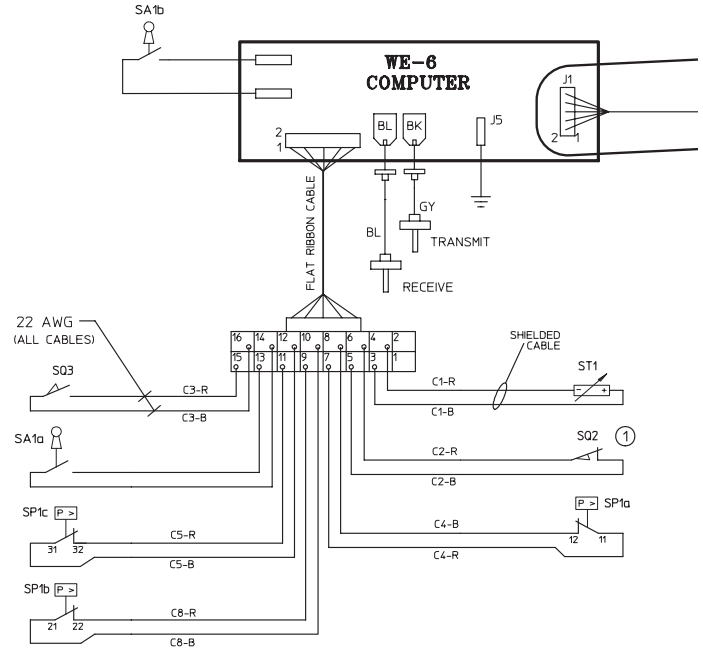 SA1b
WE-6
COMPUTER
J1
2 1
BL BK
J5
2
1
FLAT RIBBON CABLE
GY
BL
TRANSMIT
RECEIVE
22 AWG
(ALL CABLES)
16 14 12 10 8 6 4 2
15 13 11 9 7 5 3 1
SHIELDED
CABLE
SQ3
C3-R
C3-B
C1-R
C1-B
ST1
- +
SA1a
C2-R
C2-B
SQ2 1
SP1c P >
31 32
C5-R
C5-B
C4-B
C4-R
P > SP1a
12 11
SP1b P >
21 22
C8-R
C8-B